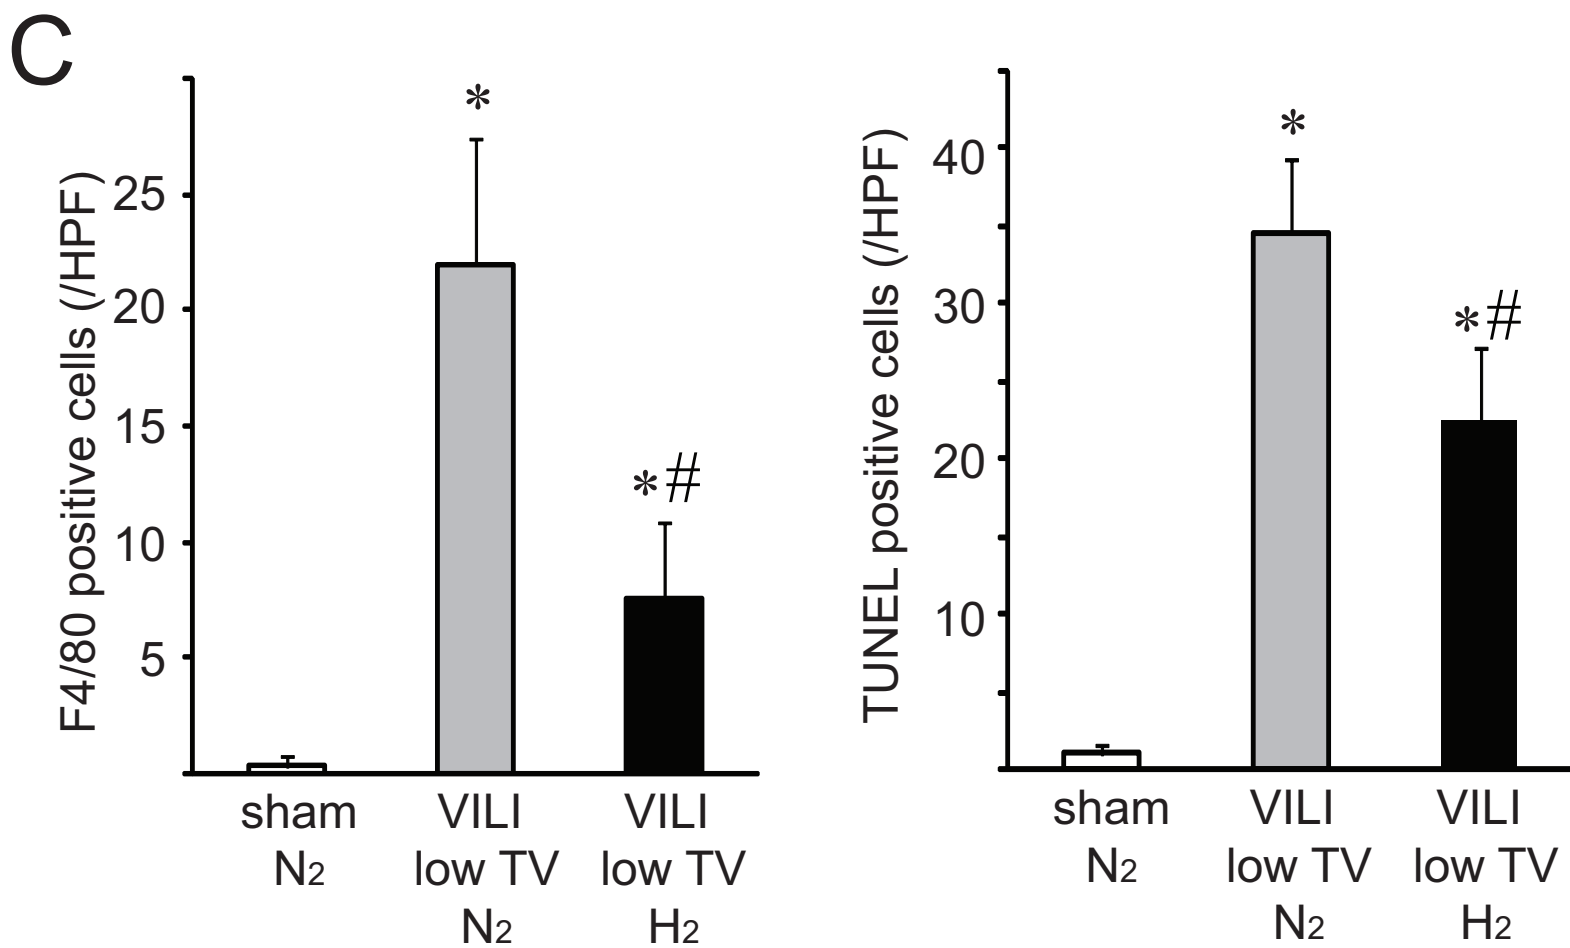 C
F4/80 positive cells (/HPF)
25
20
15
10
5
*
*#
sham
N2
VILI
low TV
N2
VILI
low TV
H2
TUNEL positive cells (/HPF)
40
30
20
10
*
*#
sham
N2
VILI
low TV
N2
VILI
low TV
H2